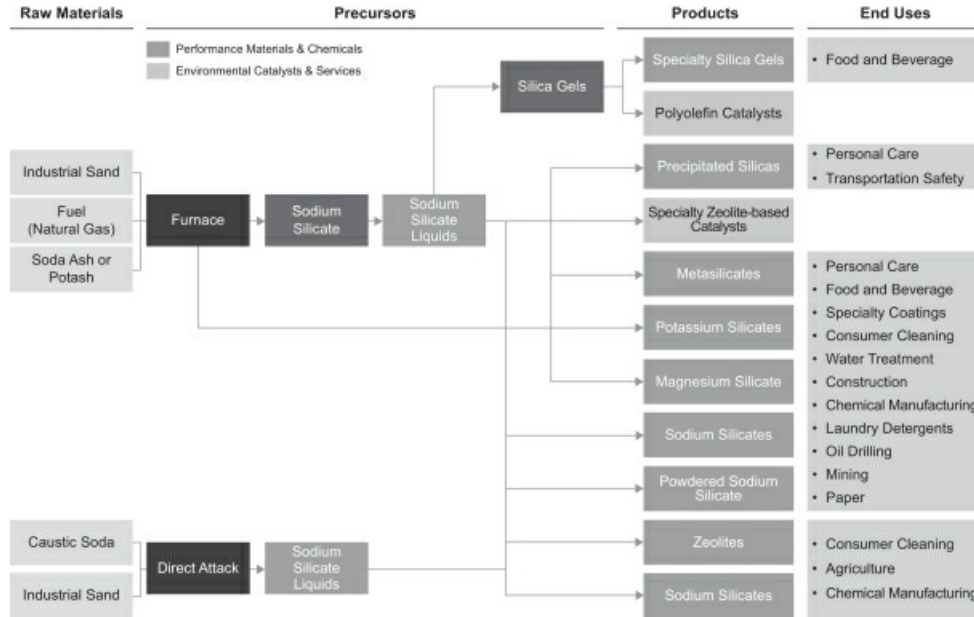 Raw Materials
Precursors
Products
End Uses
Performance Materials & Chemicals
Environmental Catalysts & Services
Silica Gels
Specialty Silica Gels
• Food and Beverage
Polyolefin Catalysts
Industrial Sand
Fuel
(Natural Gas)
Soda Ash or
Potash
Furnace
Sodium
Silicate
Sodium
Silicate
Liquids
Precipitated Silicas
• Personal Care
• Transportation Safety
Specialty Zeolite-based
Catalysts
Metasilicates
Potassium Silicates
Magnesium Silicate
Sodium Silicates
Powdered Sodium
Silicate
• Personal Care
• Food and Beverage
• Specialty Coatings
• Consumer Cleaning
• Water Treatment
• Construction
• Chemical Manufacturing
• Laundry Detergents
• Oil Drilling
• Mining
• Paper
Caustic Soda
Industrial Sand
Direct Attack
Sodium
Silicate
Liquids
Zeolites
Sodium Silicates
• Consumer Cleaning
• Agriculture
• Chemical Manufacturing